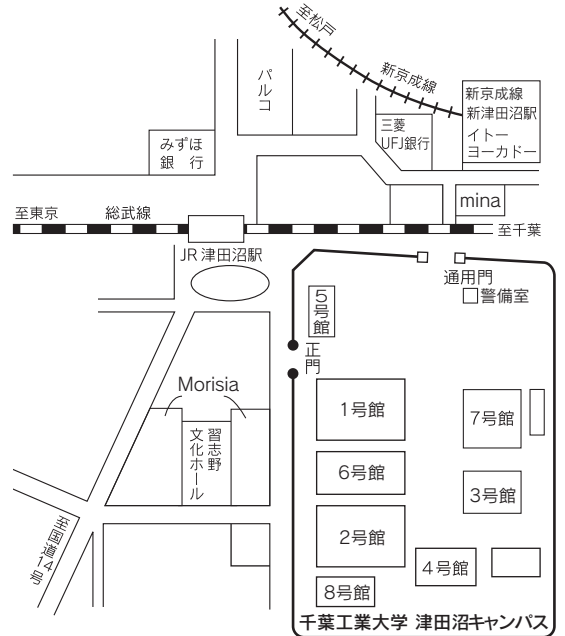 至松戸
新京成線
パルコ
新京成線
新津田沼駅
イトー
ヨーカドー
三菱
UFJ銀行
みずほ
銀　行
mina
至東京
総武線
至千葉
JR 津田沼駅
通用門
警備室
5号館
正門
Morisia
1号館
7号館
習志野
文化ホール
6号館
3号館
2号館
4号館
至国道14号
8号館
千葉工業大学 津田沼キャンパス